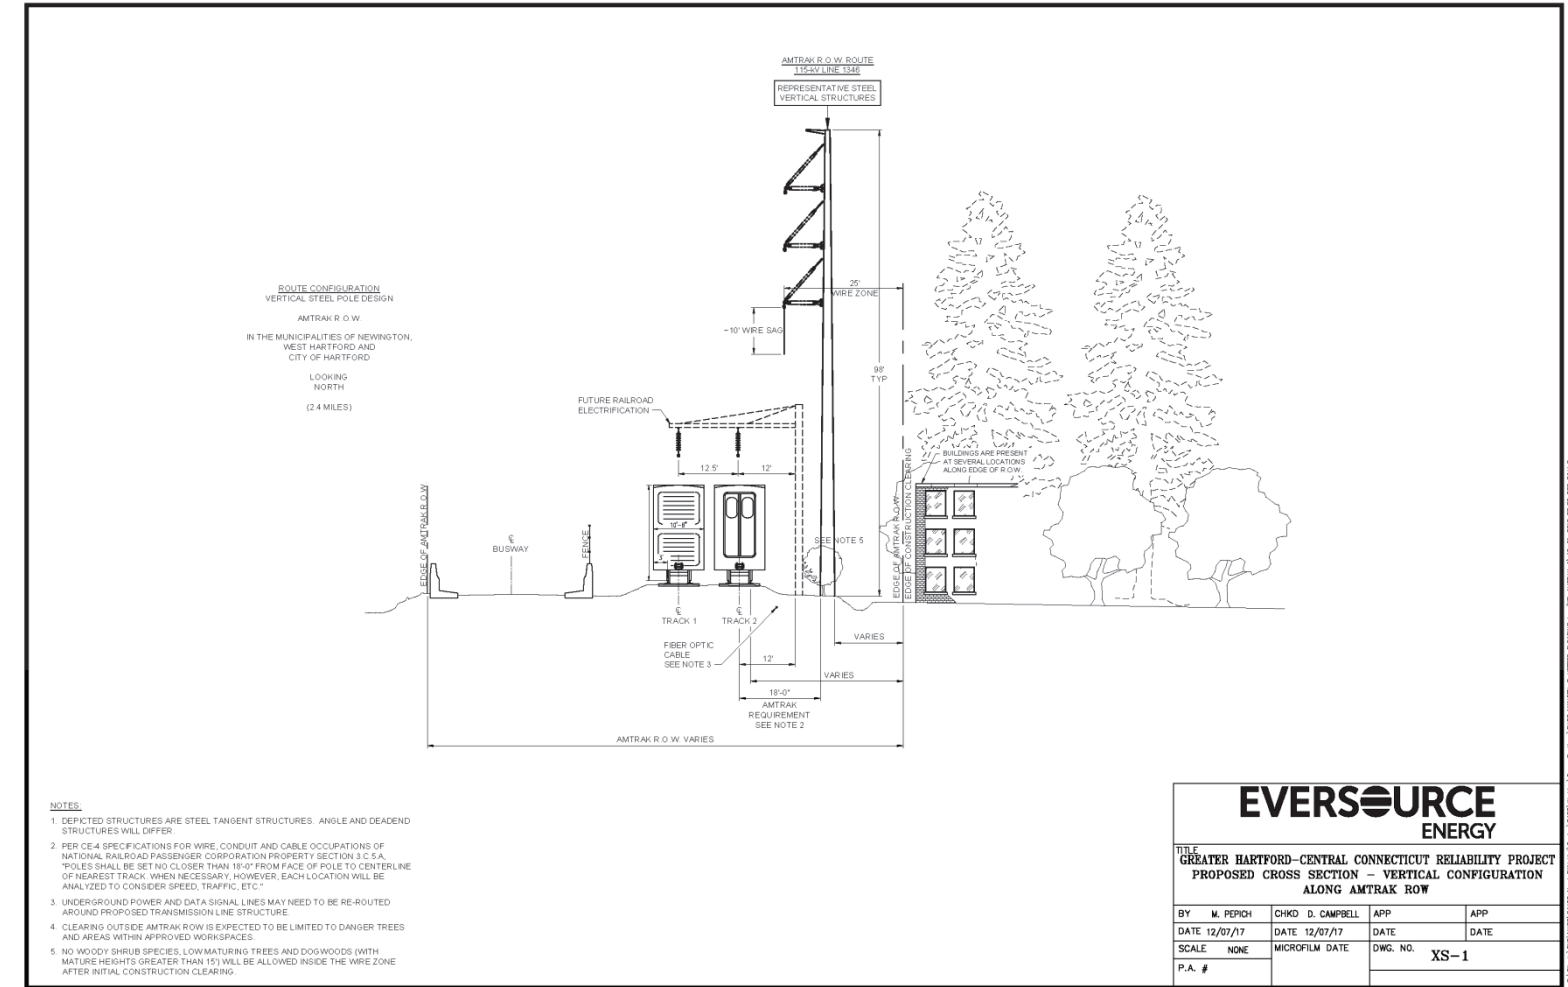 AMTRAK R.O.W. ROUTE
115-kV LINE 1346
REPRESENTATIVE STEEL
VERTICAL STRUCTURES
25'
WIRE ZONE
~10' WIRE SAG
98'
TYP
ROUTE CONFIGURATION
VERTICAL STEEL POLE DESIGN
AMTRAK R.O.W.
IN THE MUNICIPALITIES OF NEWINGTON,
WEST HARTFORD AND
CITY OF HARTFORD
LOOKING
NORTH
(2.4 MILES)
FUTURE RAILROAD
ELECTRIFICATION
12.5'
12'
BUILDINGS ARE PRESENT
AT SEVERAL LOCATIONS
ALONG EDGE OF R.O.W.
EDGE OF AMTRAK R.O.W
BUSWAY
FENCE
10'-8"
3'
SEE NOTE 5
EDGE OF AMTRAK R.O.W
EDGE OF CONSTRUCTION CLEARING
TRACK 1
TRACK 2
FIBER OPTIC
CABLE
SEE NOTE 3
12'
VARIES
VARIES
18'-0"
AMTRAK
REQUIREMENT
SEE NOTE 2
AMTRAK R.O.W. VARIES
NOTES:
1. DEPICTED STRUCTURES ARE STEEL TANGENT STRUCTURES. ANGLE AND DEADEND
STRUCTURES WILL DIFFER.
2. PER CE-4 SPECIFICATIONS FOR WIRE, CONDUIT AND CABLE OCCUPATIONS OF
NATIONAL RAILROAD PASSENGER CORPORATION PROPERTY SECTION 3.C.5.A,
"POLES SHALL BE SET NO CLOSER THAN 18'-0" FROM FACE OF POLE TO CENTERLINE
OF NEAREST TRACK. WHEN NECESSARY, HOWEVER, EACH LOCATION WILL BE
ANALYZED TO CONSIDER SPEED, TRAFFIC, ETC."
3. UNDERGROUND POWER AND DATA SIGNAL LINES MAY NEED TO BE RE-ROUTED
AROUND PROPOSED TRANSMISSION LINE STRUCTURE.
4. CLEARING OUTSIDE AMTRAK ROW IS EXPECTED TO BE LIMITED TO DANGER TREES
AND AREAS WITHIN APPROVED WORKSPACES.
5. NO WOODY SHRUB SPECIES, LOW MATURING TREES AND DOGWOODS (WITH
MATURE HEIGHTS GREATER THAN 15') WILL BE ALLOWED INSIDE THE WIRE ZONE
AFTER INITIAL CONSTRUCTION CLEARING.
EVERSOURCE
ENERGY
TITLE
GREATER HARTFORD-CENTRAL CONNECTICUT RELIABILITY PROJECT
PROPOSED CROSS SECTION - VERTICAL CONFIGURATION
ALONG AMTRAK ROW
BY M. PEPICH CHKD D. CAMPBELL APP APP
DATE 12/07/17 DATE 12/07/17 DATE DATE
SCALE NONE MICROFILM DATE DWG. NO. XS-1
P.A. #